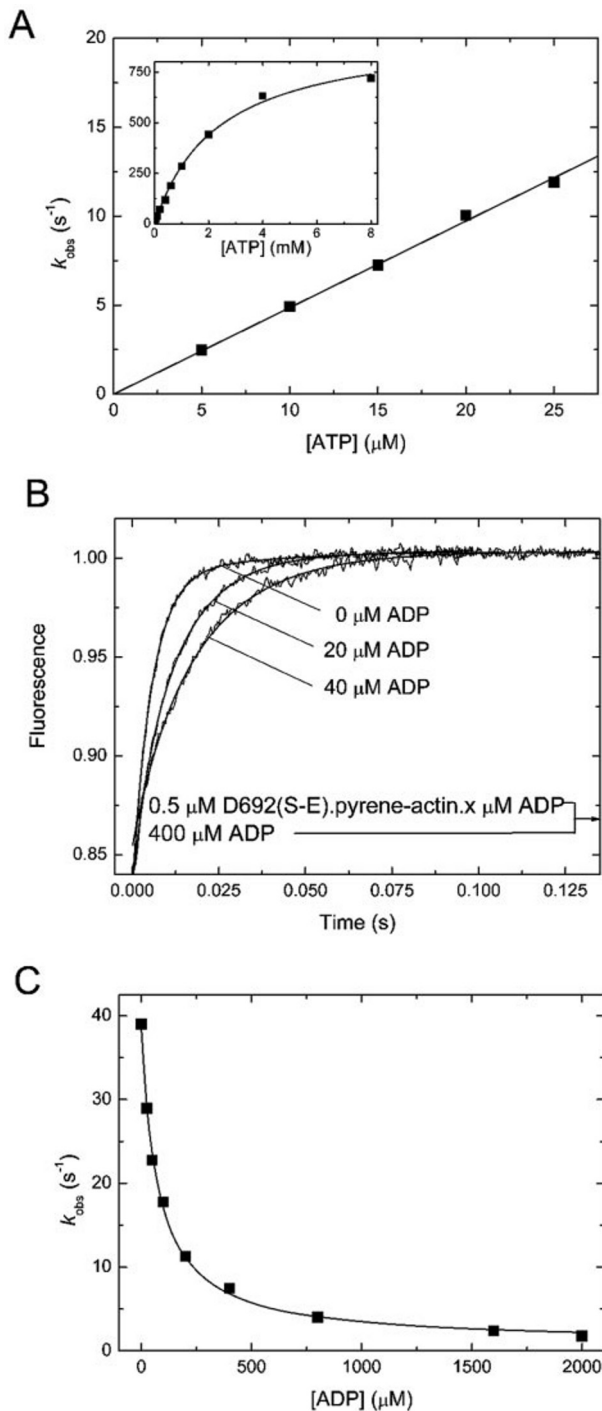 A
20
15
10
5
0
k obs (s-1)
750
500
250
0
0 2 4 6 8
[ATP] (mM)
0 5 10 15 20 25
[ATP] (μM)
B
1.00
0.95
0.90
0.85
Fluorescence
0 μM ADP
20 μM ADP
40 μM ADP
0.5 μM D692(S-E).pyrene-actin.x μM ADP
400 μM ADP
0.000 0.025 0.050 0.075 0.100 0.125
Time (s)
C
40
30
20
10
0
k obs (s-1)
0 500 1000 1500 2000
[ADP] (μM)